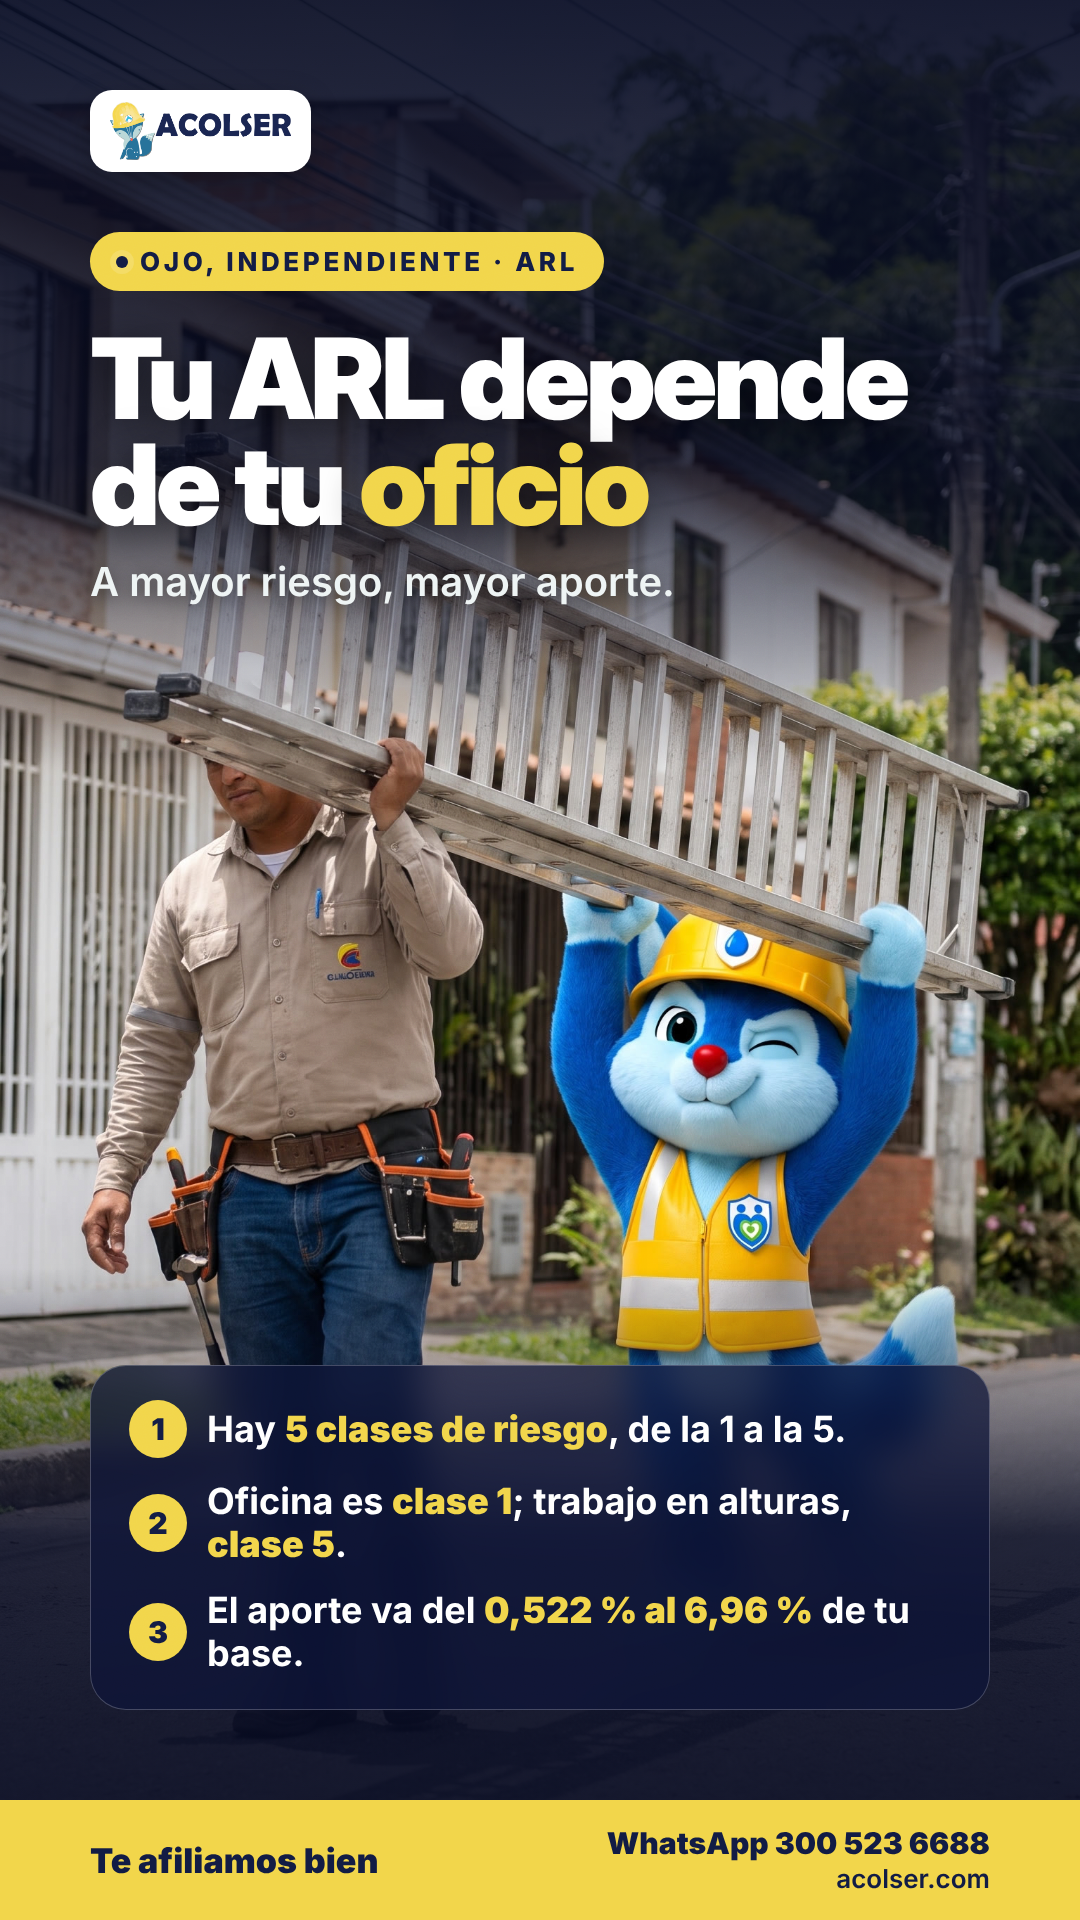 ACOLSER
OJO, INDEPENDIENTE · ARL
Tu ARL depende
de tu oficio
A mayor riesgo, mayor aporte.
1 Hay 5 clases de riesgo, de la 1 a la 5.
2 Oficina es clase 1; trabajo en alturas,
clase 5.
3 El aporte va del 0,522 % al 6,96 % de tu
base.
Te afiliamos bien
WhatsApp 300 523 6688
acolser.com